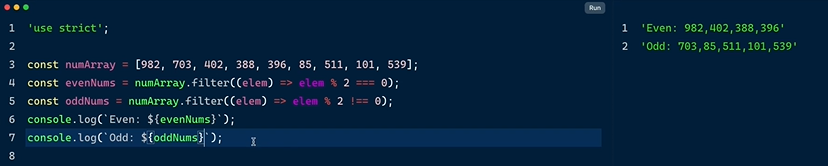 Run
1 'use strict';
2
3 const numArray = [982, 703, 402, 388, 396, 85, 511, 101, 539];
4 const evenNums = numArray.filter((elem) => elem % 2 === 0);
5 const oddNums = numArray.filter((elem) => elem % 2 !== 0);
6 console.log(`Even: ${evenNums}`);
7 console.log(`Odd: ${oddNums}`);
8
1 'Even: 982,402,388,396'
2 'Odd: 703,85,511,101,539'